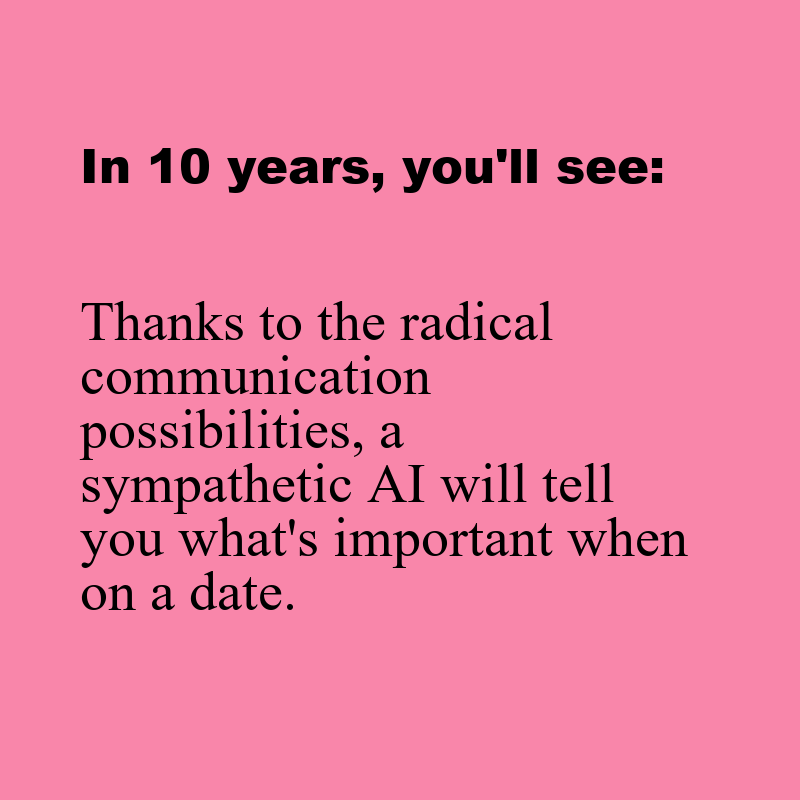 In 10 years, you'll see:
Thanks to the radical
communication
possibilities, a
sympathetic AI will tell
you what's important when
on a date.